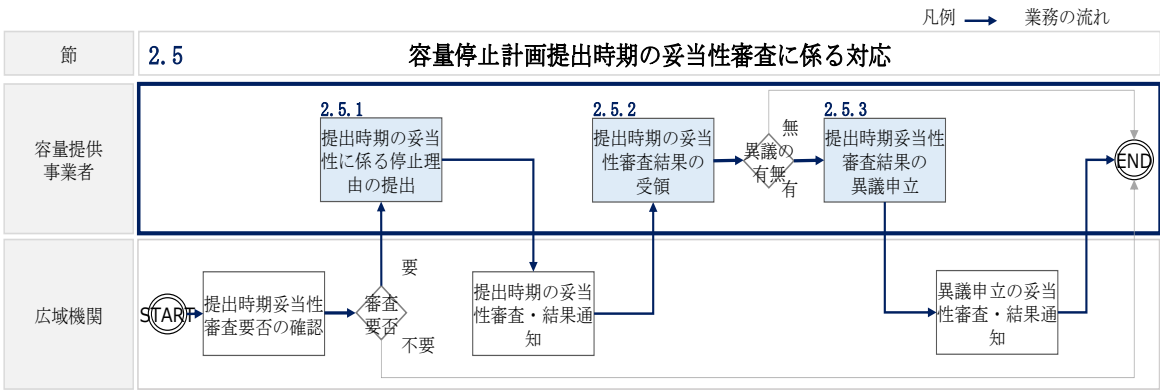 凡例
業務の流れ
節
2.5
容量停止計画提出時期の妥当性審査に係る対応
容量提供
事業者
2.5.1
提出時期の妥当
性に係る停止理
由の提出
2.5.2
提出時期の妥当
性審査結果の
受領
異議の
有無
無
有
2.5.3
提出時期妥当性
審査結果の
異議申立
END
広域機関
START
提出時期妥当性
審査要否の確認
審査
要否
要
不要
提出時期の妥当
性審査・結果通
知
異議申立の妥当
性審査・結果通
知